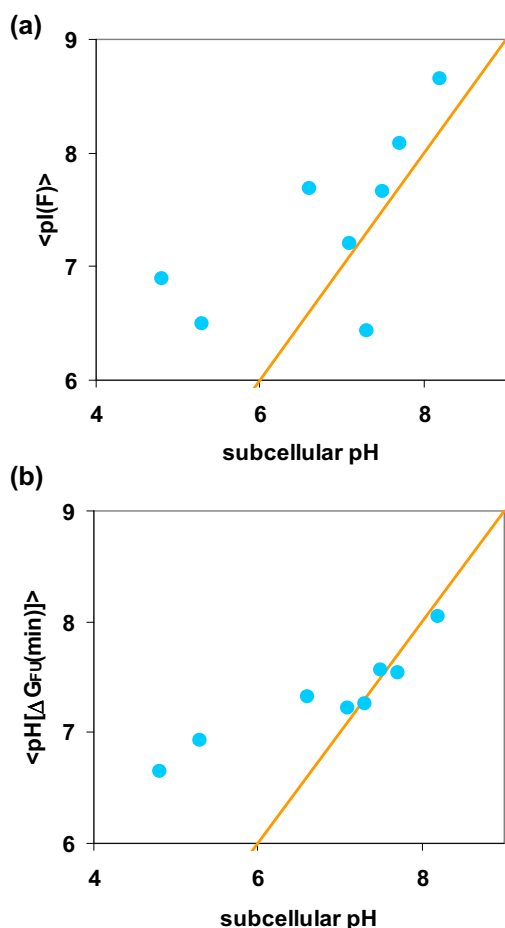 (a)
9
8
7
6
<pI(F)>
4 6 8
subcellular pH
(b)
9
8
7
6
<pH[ΔGFU(min)]>
4 6 8
subcellular pH